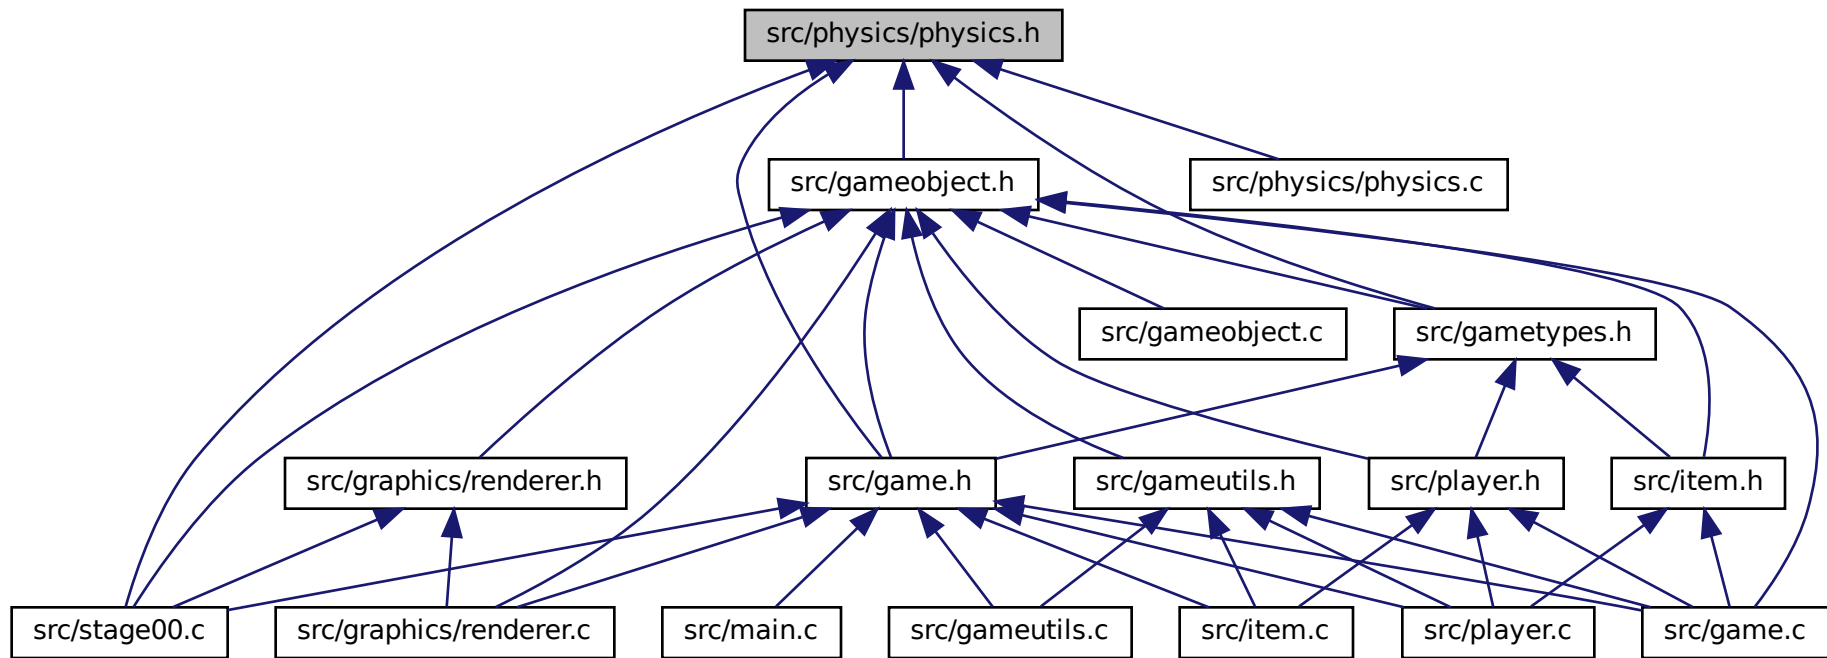 src/physics/physics.h
src/gameobject.h
src/physics/physics.c
src/gameobject.c
src/gametypes.h
src/graphics/renderer.h
src/game.h
src/gameutils.h
src/player.h
src/item.h
src/stage00.c
src/graphics/renderer.c
src/main.c
src/gameutils.c
src/item.c
src/player.c
src/game.c